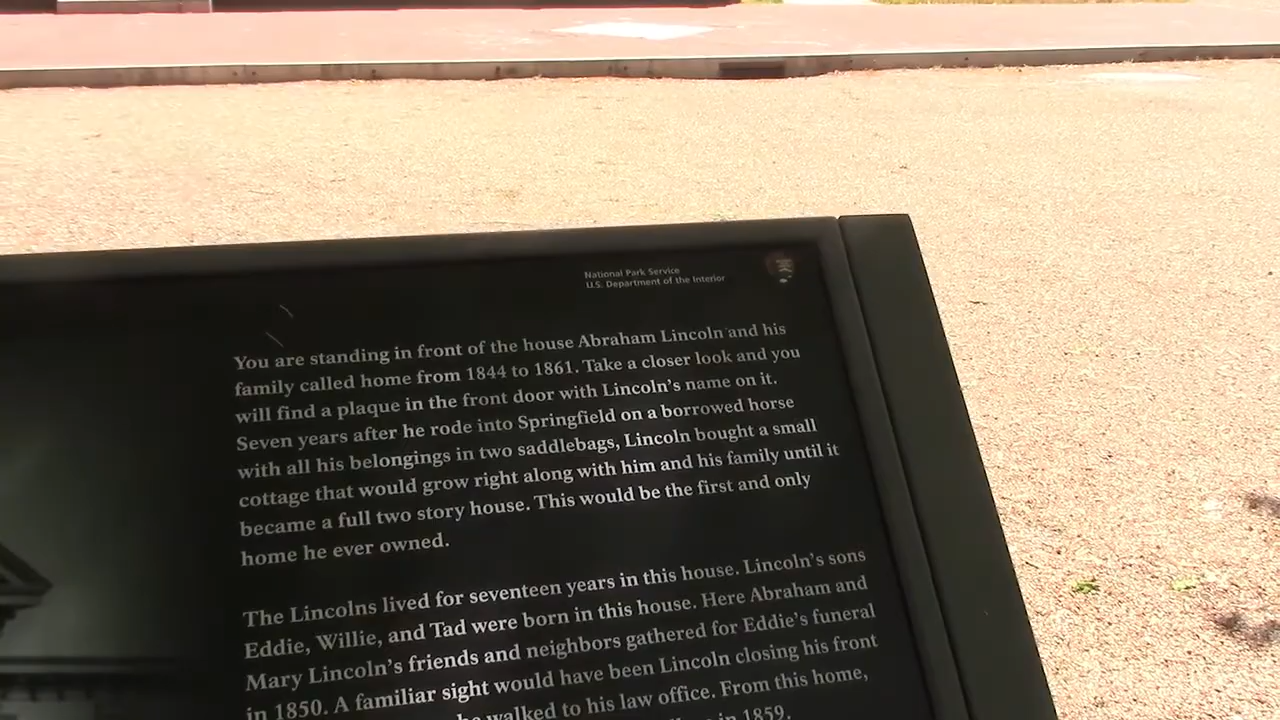 National Park Service
U.S. Department of the Interior
You are standing in front of the house Abraham Lincoln and his
family called home from 1844 to 1861. Take a closer look and you
will find a plaque in the front door with Lincoln's name on it.
Seven years after he rode into Springfield on a borrowed horse
with all his belongings in two saddlebags, Lincoln bought a small
cottage that would grow right along with him and his family until it
became a full two story house. This would be the first and only
home he ever owned.
The Lincolns lived for seventeen years in this house. Lincoln's sons
Eddie, Willie, and Tad were born in this house. Here Abraham and
Mary Lincoln's friends and neighbors gathered for Eddie's funeral
in 1850. A familiar sight would have been Lincoln closing his front
he walked to his law office. From this home,
in 1859.